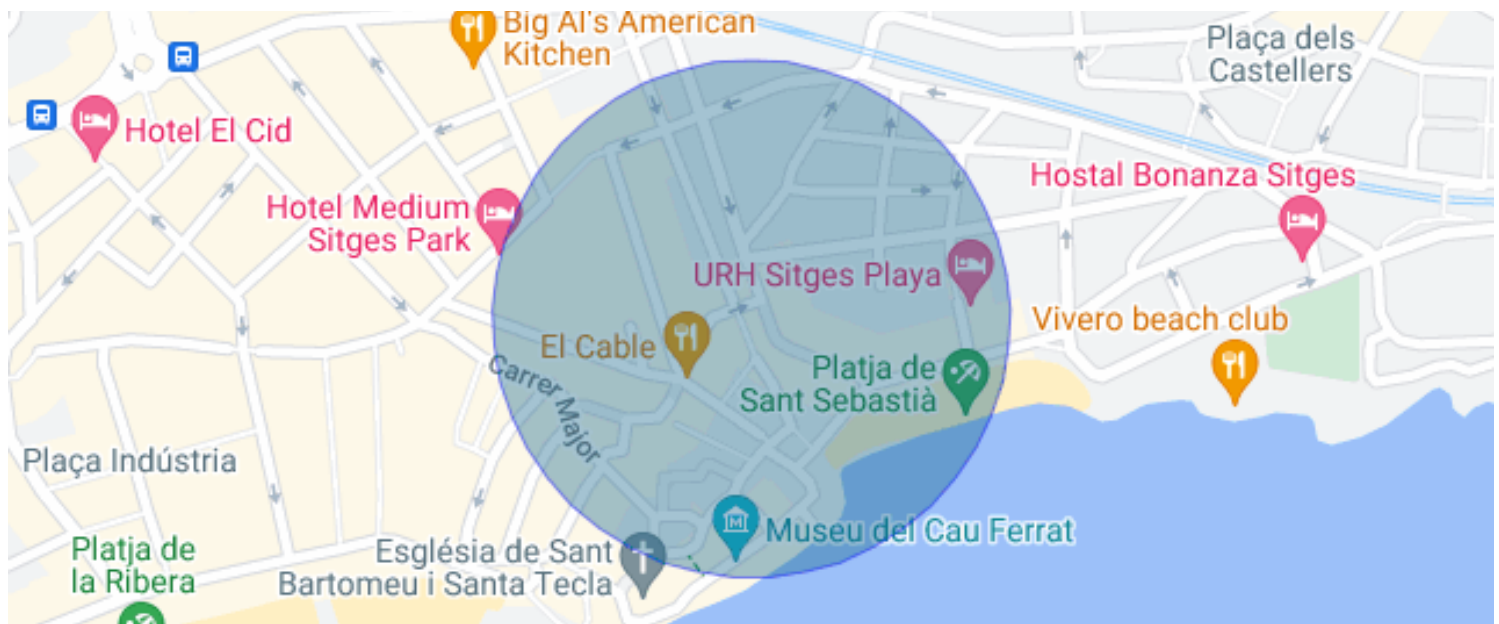 Big Al's American
Kitchen
Plaça dels
Castellers
Hotel El Cid
Hostal Bonanza Sitges
Hotel Medium
Sitges Park
URH Sitges Playa
Vivero beach club
El Cable
Platja de
Sant Sebastià
Carrer Major
Plaça Indústria
Museu del Cau Ferrat
Platja de
la Ribera
Església de Sant
Bartomeu i Santa Tecla